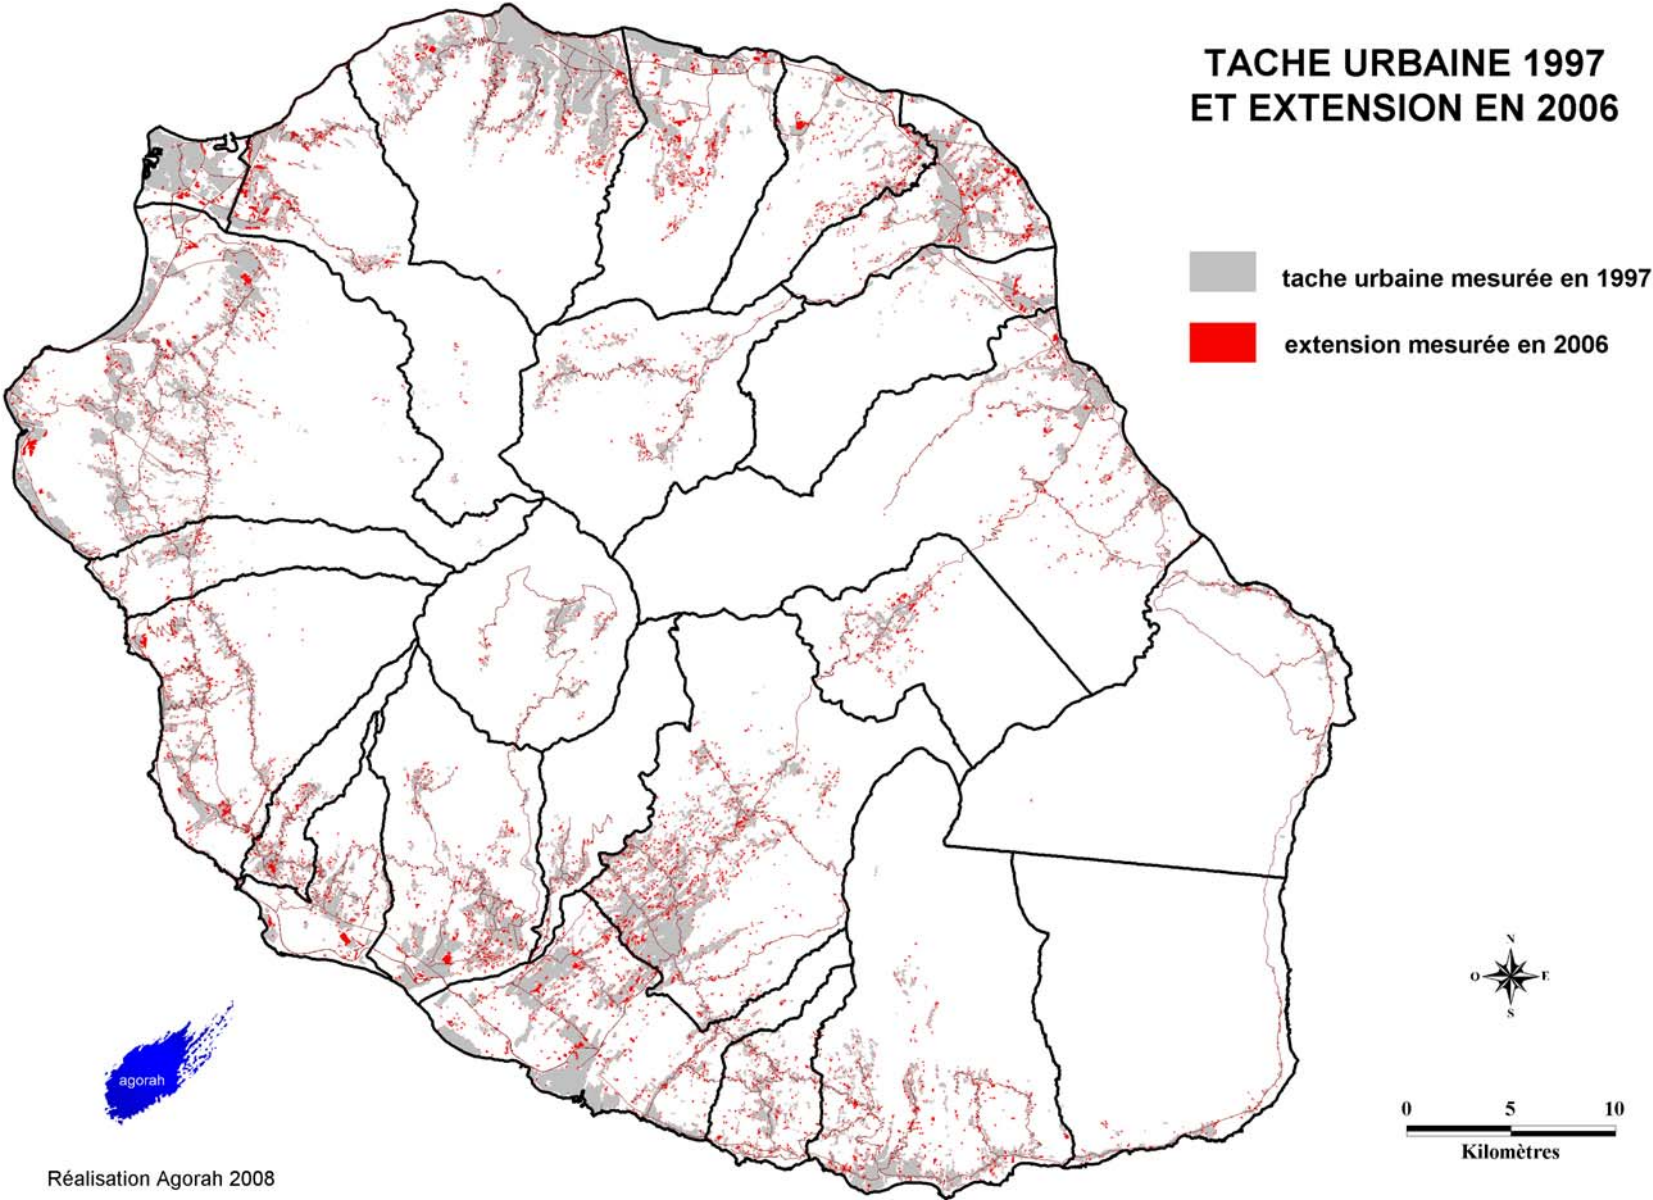 TACHE URBAINE 1997
ET EXTENSION EN 2006
tache urbaine mesurée en 1997
extension mesurée en 2006
N
O E
S
agorah
0 5 10
Kilomètres
Réalisation Agorah 2008